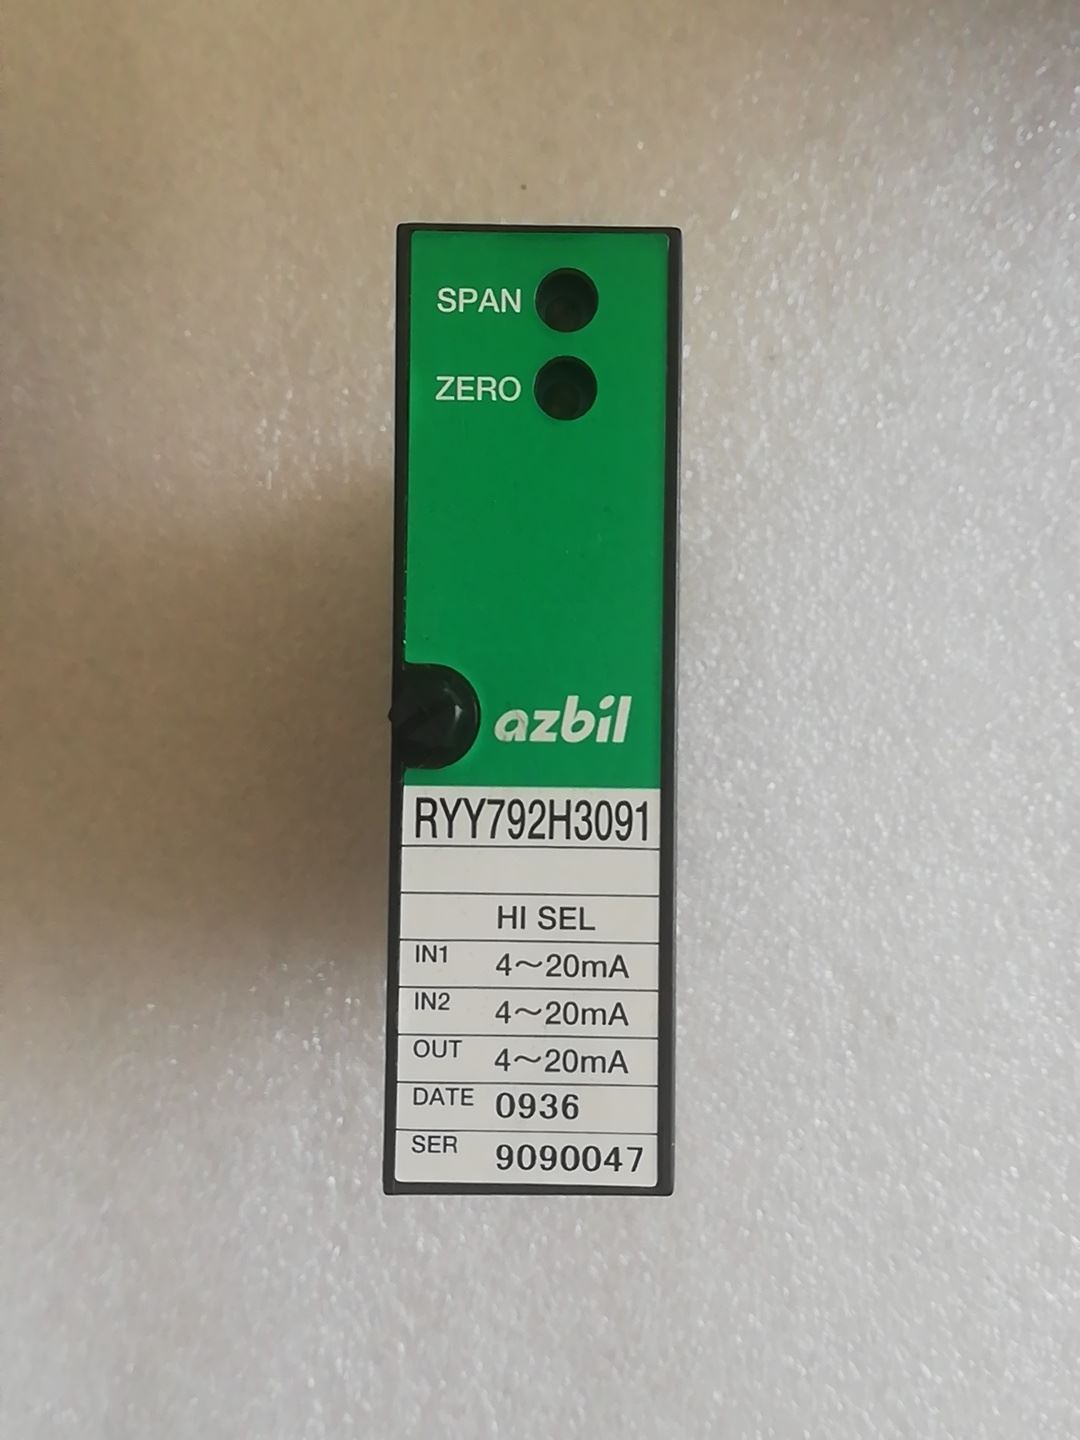 SPAN
ZERO
azbil
RYY792H3091
HI SEL
IN1 4～20mA
IN2 4～20mA
OUT 4～20mA
DATE 0936
SER 9090047